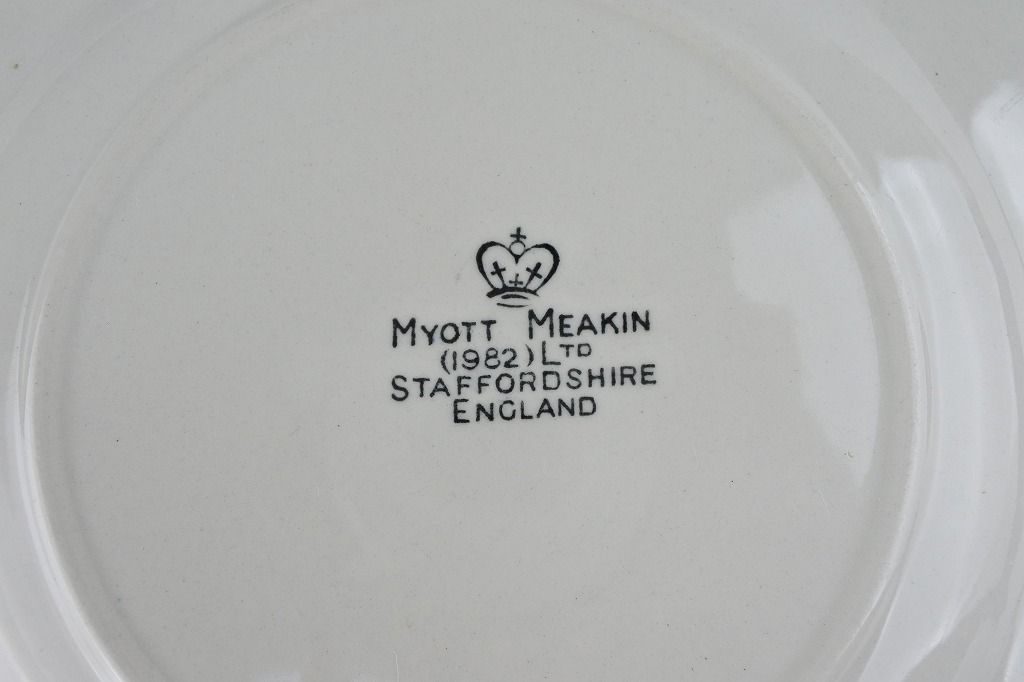 MYOTT MEAKIN
(1982) LTD
STAFFORDSHIRE
ENGLAND